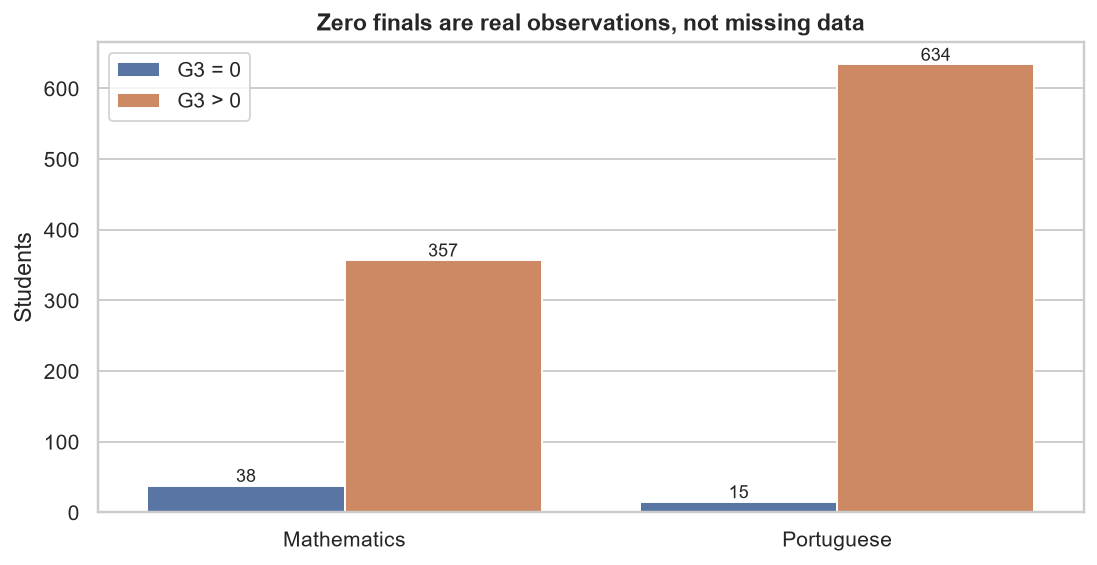 Zero finals are real observations, not missing data
G3 = 0
G3 > 0
Students
600
500
400
300
200
100
0
38
357
15
634
Mathematics
Portuguese